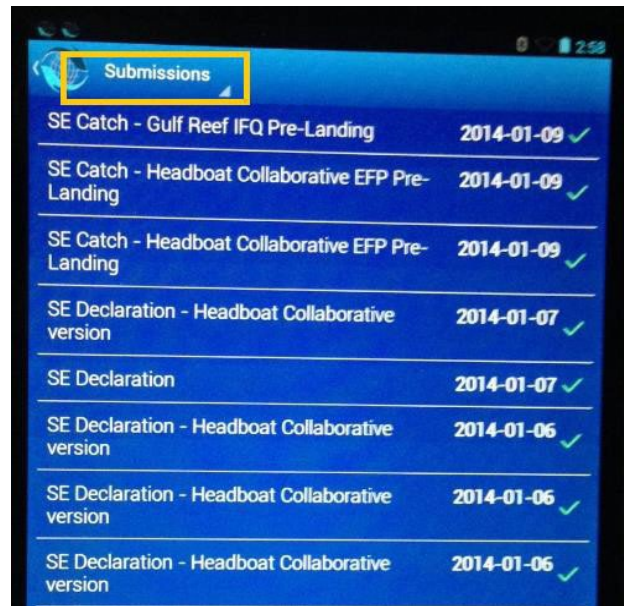 2:58
Submissions
SE Catch - Gulf Reef IFQ Pre-Landing 2014-01-09
SE Catch - Headboat Collaborative EFP Pre- 2014-01-09
Landing
SE Catch - Headboat Collaborative EFP Pre- 2014-01-09
Landing
SE Declaration - Headboat Collaborative 2014-01-07
version
SE Declaration 2014-01-07
SE Declaration - Headboat Collaborative 2014-01-06
version
SE Declaration - Headboat Collaborative 2014-01-06
version
SE Declaration - Headboat Collaborative 2014-01-06
version